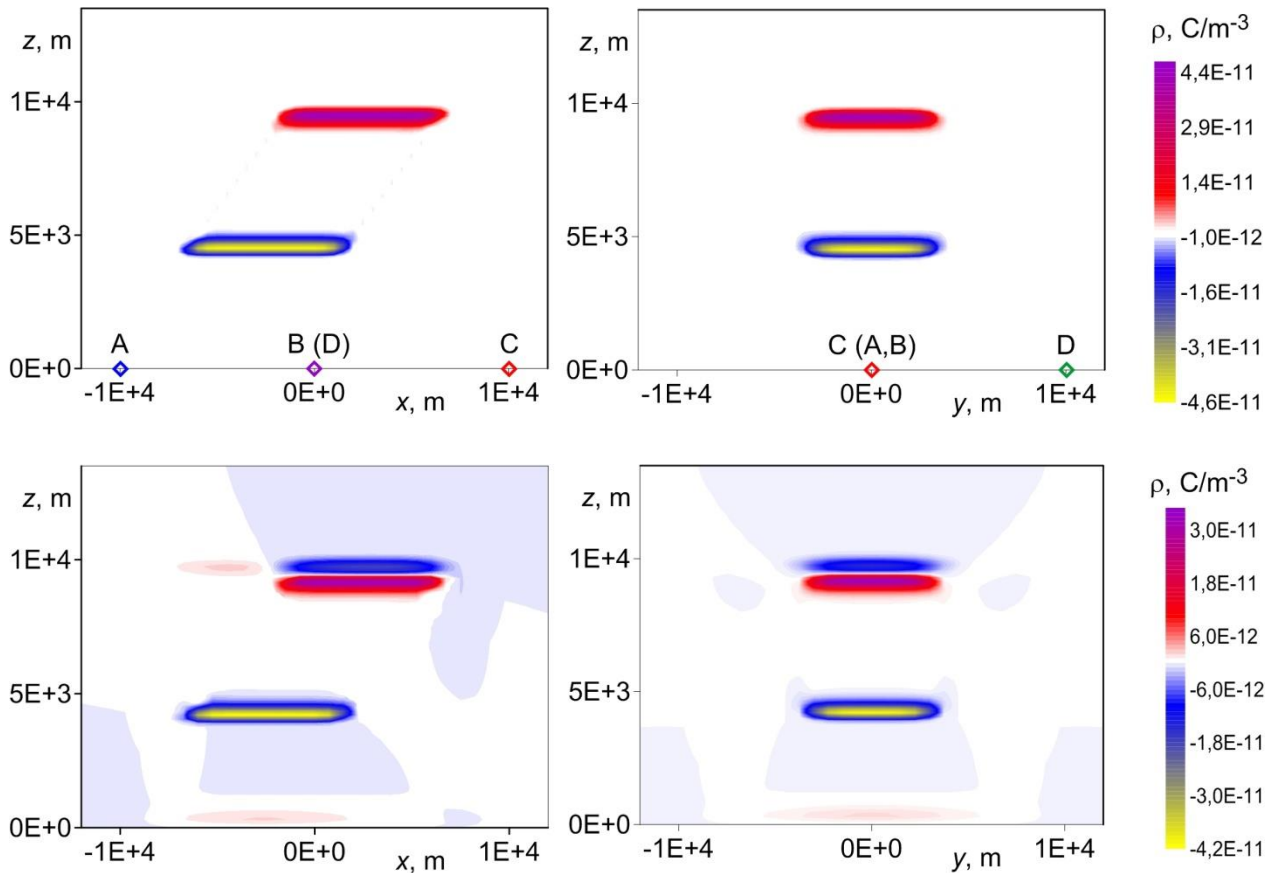 z, m
1E+4
5E+3
0E+0
A
B (D)
C
-1E+4
0E+0
x, m
1E+4
z, m
1E+4
5E+3
0E+0
C (A,B)
D
-1E+4
0E+0
y, m
1E+4
ρ, C/m-3
4,4E-11
2,9E-11
1,4E-11
-1,0E-12
-1,6E-11
-3,1E-11
-4,6E-11
z, m
1E+4
5E+3
0E+0
-1E+4
0E+0
x, m
1E+4
z, m
1E+4
5E+3
0E+0
-1E+4
0E+0
y, m
1E+4
ρ, C/m-3
3,0E-11
1,8E-11
6,0E-12
-6,0E-12
-1,8E-11
-3,0E-11
-4,2E-11